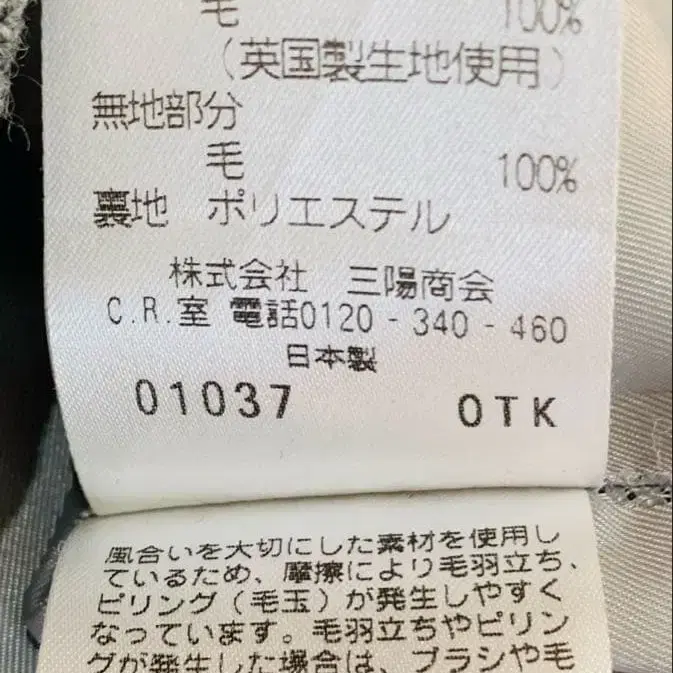 毛 100%
（英国製生地使用）
無地部分
毛 100%
裏地 ポリエステル
株式会社 三陽商会
C.R.室 電話0120-340-460
日本製
01037 OTK
風合いを大切にした素材を使用し
ているため、摩擦により毛羽立ち、
ピリング（毛玉）が発生しやすく
なっています。毛羽立ちやピリン
グが発生した場合は、ブラシや毛